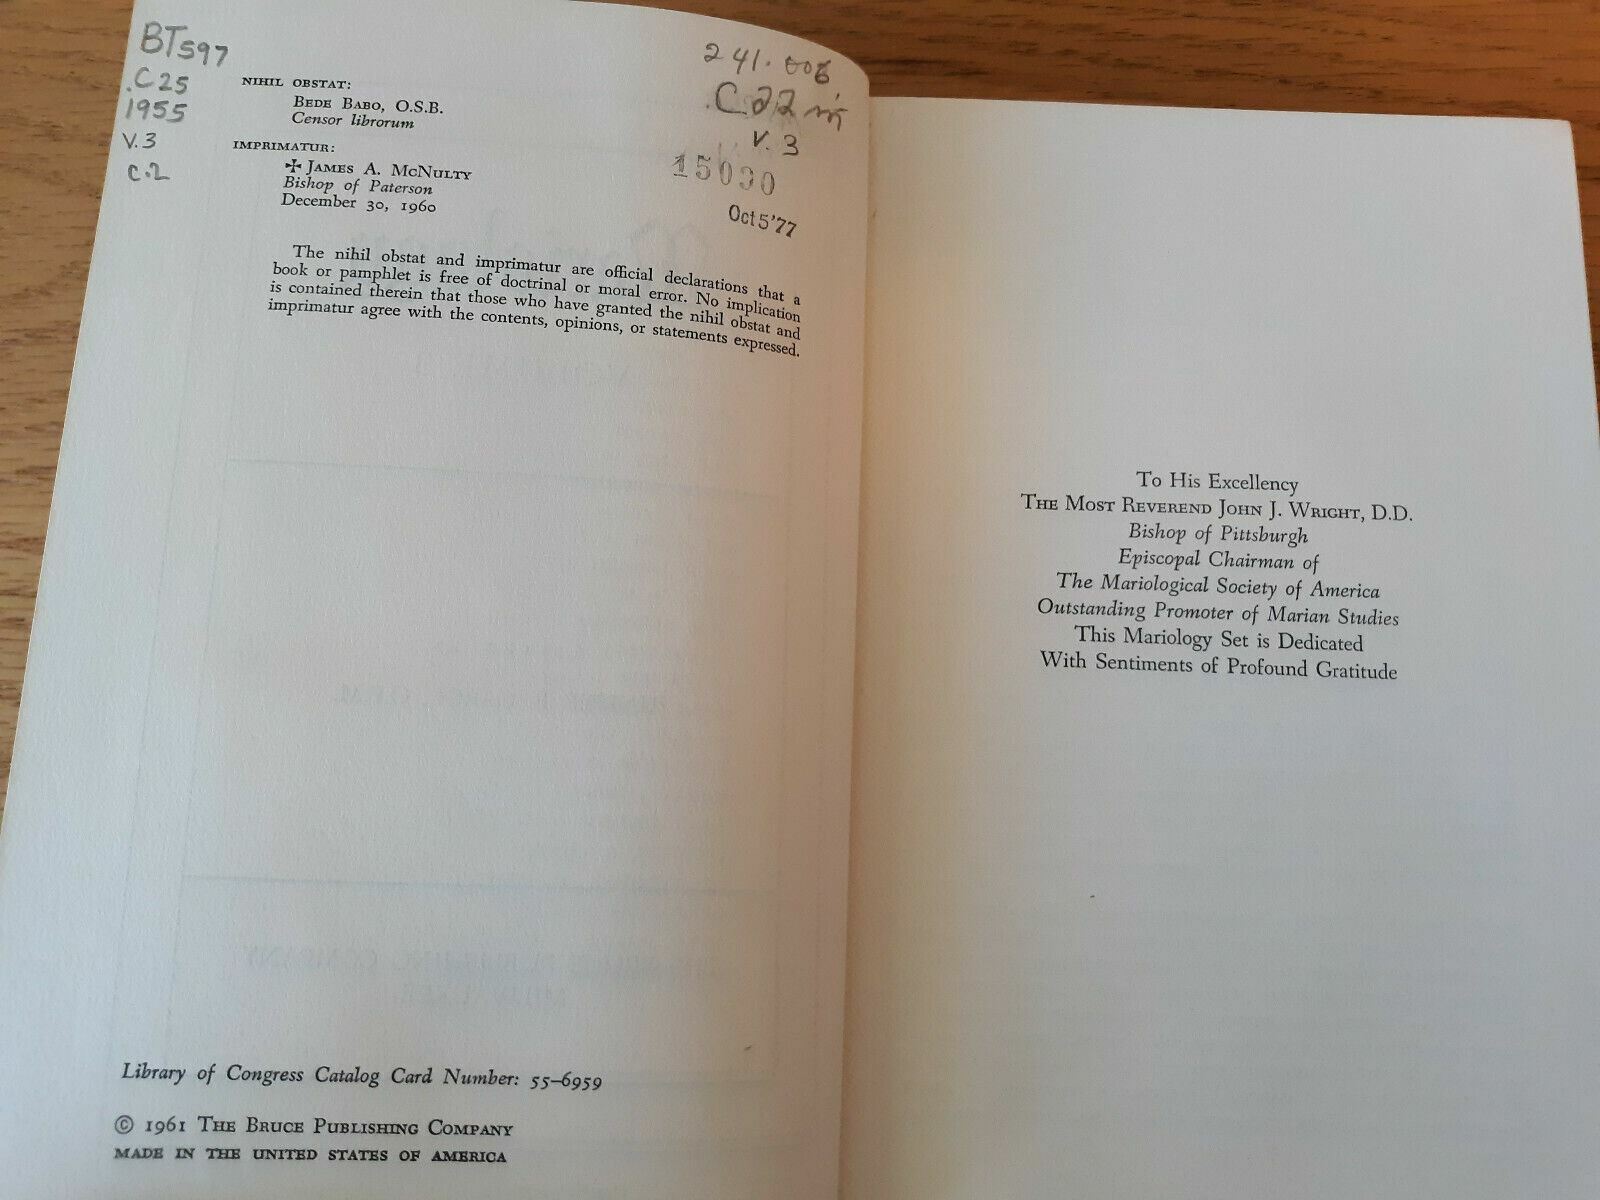 BT597
.C25
1955
v.3
c.2
241.006
C22m
v.3
15090
Oct 5'77
NIHIL OBSTAT:
BEDE BABO, O.S.B.
Censor librorum
IMPRIMATUR:
✠ JAMES A. MCNULTY
Bishop of Paterson
December 30, 1960
The nihil obstat and imprimatur are official declarations that a
book or pamphlet is free of doctrinal or moral error. No implication
is contained therein that those who have granted the nihil obstat and
imprimatur agree with the contents, opinions, or statements expressed.
Library of Congress Catalog Card Number: 55–6959
© 1961 THE BRUCE PUBLISHING COMPANY
MADE IN THE UNITED STATES OF AMERICA
To His Excellency
THE MOST REVEREND JOHN J. WRIGHT, D.D.
Bishop of Pittsburgh
Episcopal Chairman of
The Mariological Society of America
Outstanding Promoter of Marian Studies
This Mariology Set is Dedicated
With Sentiments of Profound Gratitude